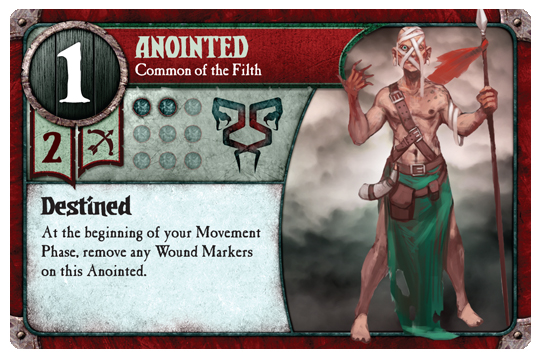 1
ANOINTED
Common of the Filth
2
Destined
At the beginning of your Movement
Phase, remove any Wound Markers
on this Anointed.